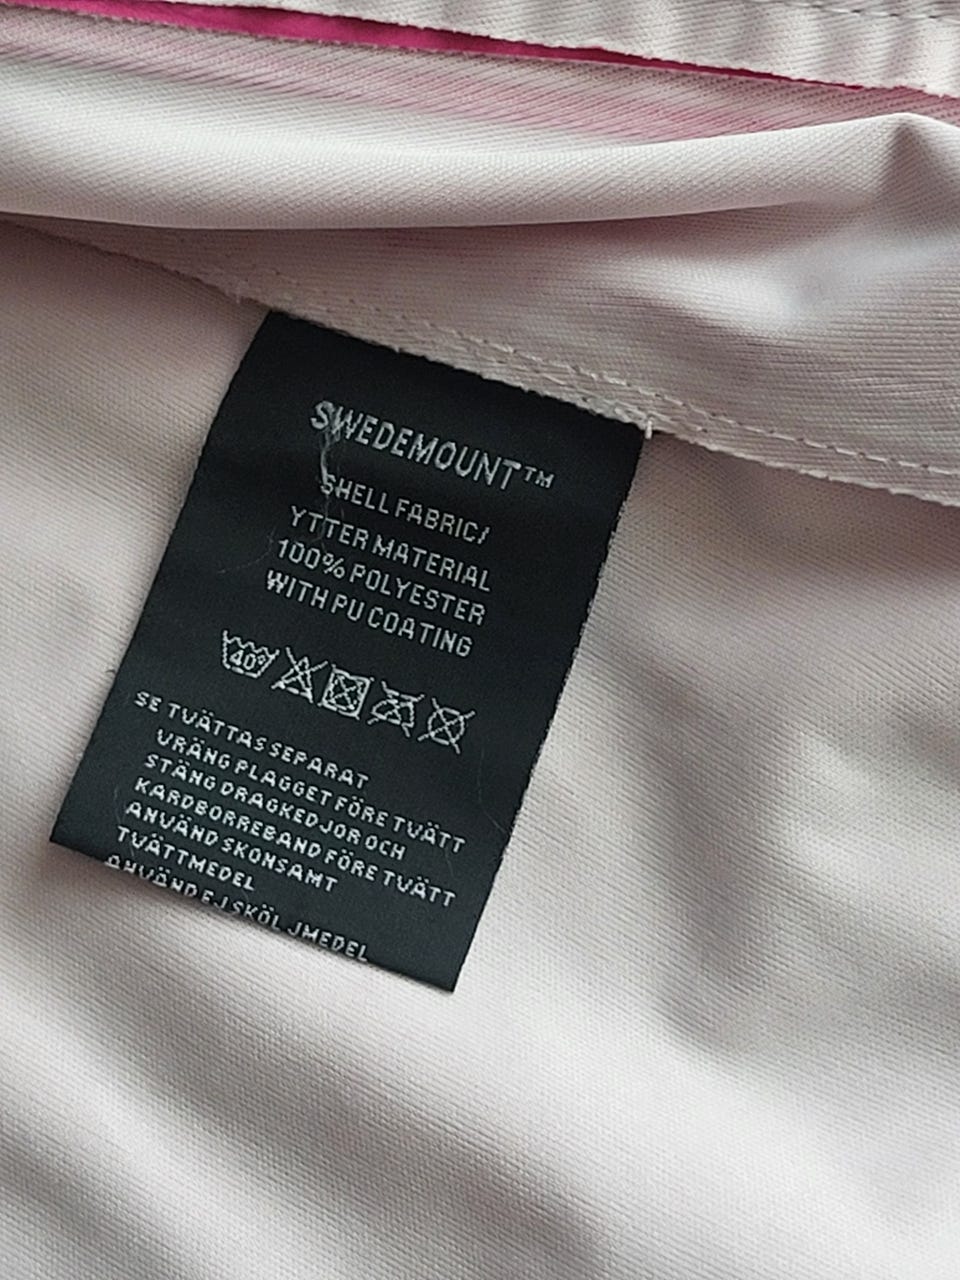 SWEDEMOUNT™
SHELL FABRIC/
YTTER MATERIAL
100% POLYESTER
WITH PU COATING
40°
SE TVÄTTAS SEPARAT
VRÄNG PLAGGET FÖRE TVÄTT
STÄNG DRAGKEDJOR OCH
KARDBORREBAND FÖRE TVÄTT
ANVÄND SKONSAMT
TVÄTTMEDEL
ANVÄND EJ SKÖLJMEDEL